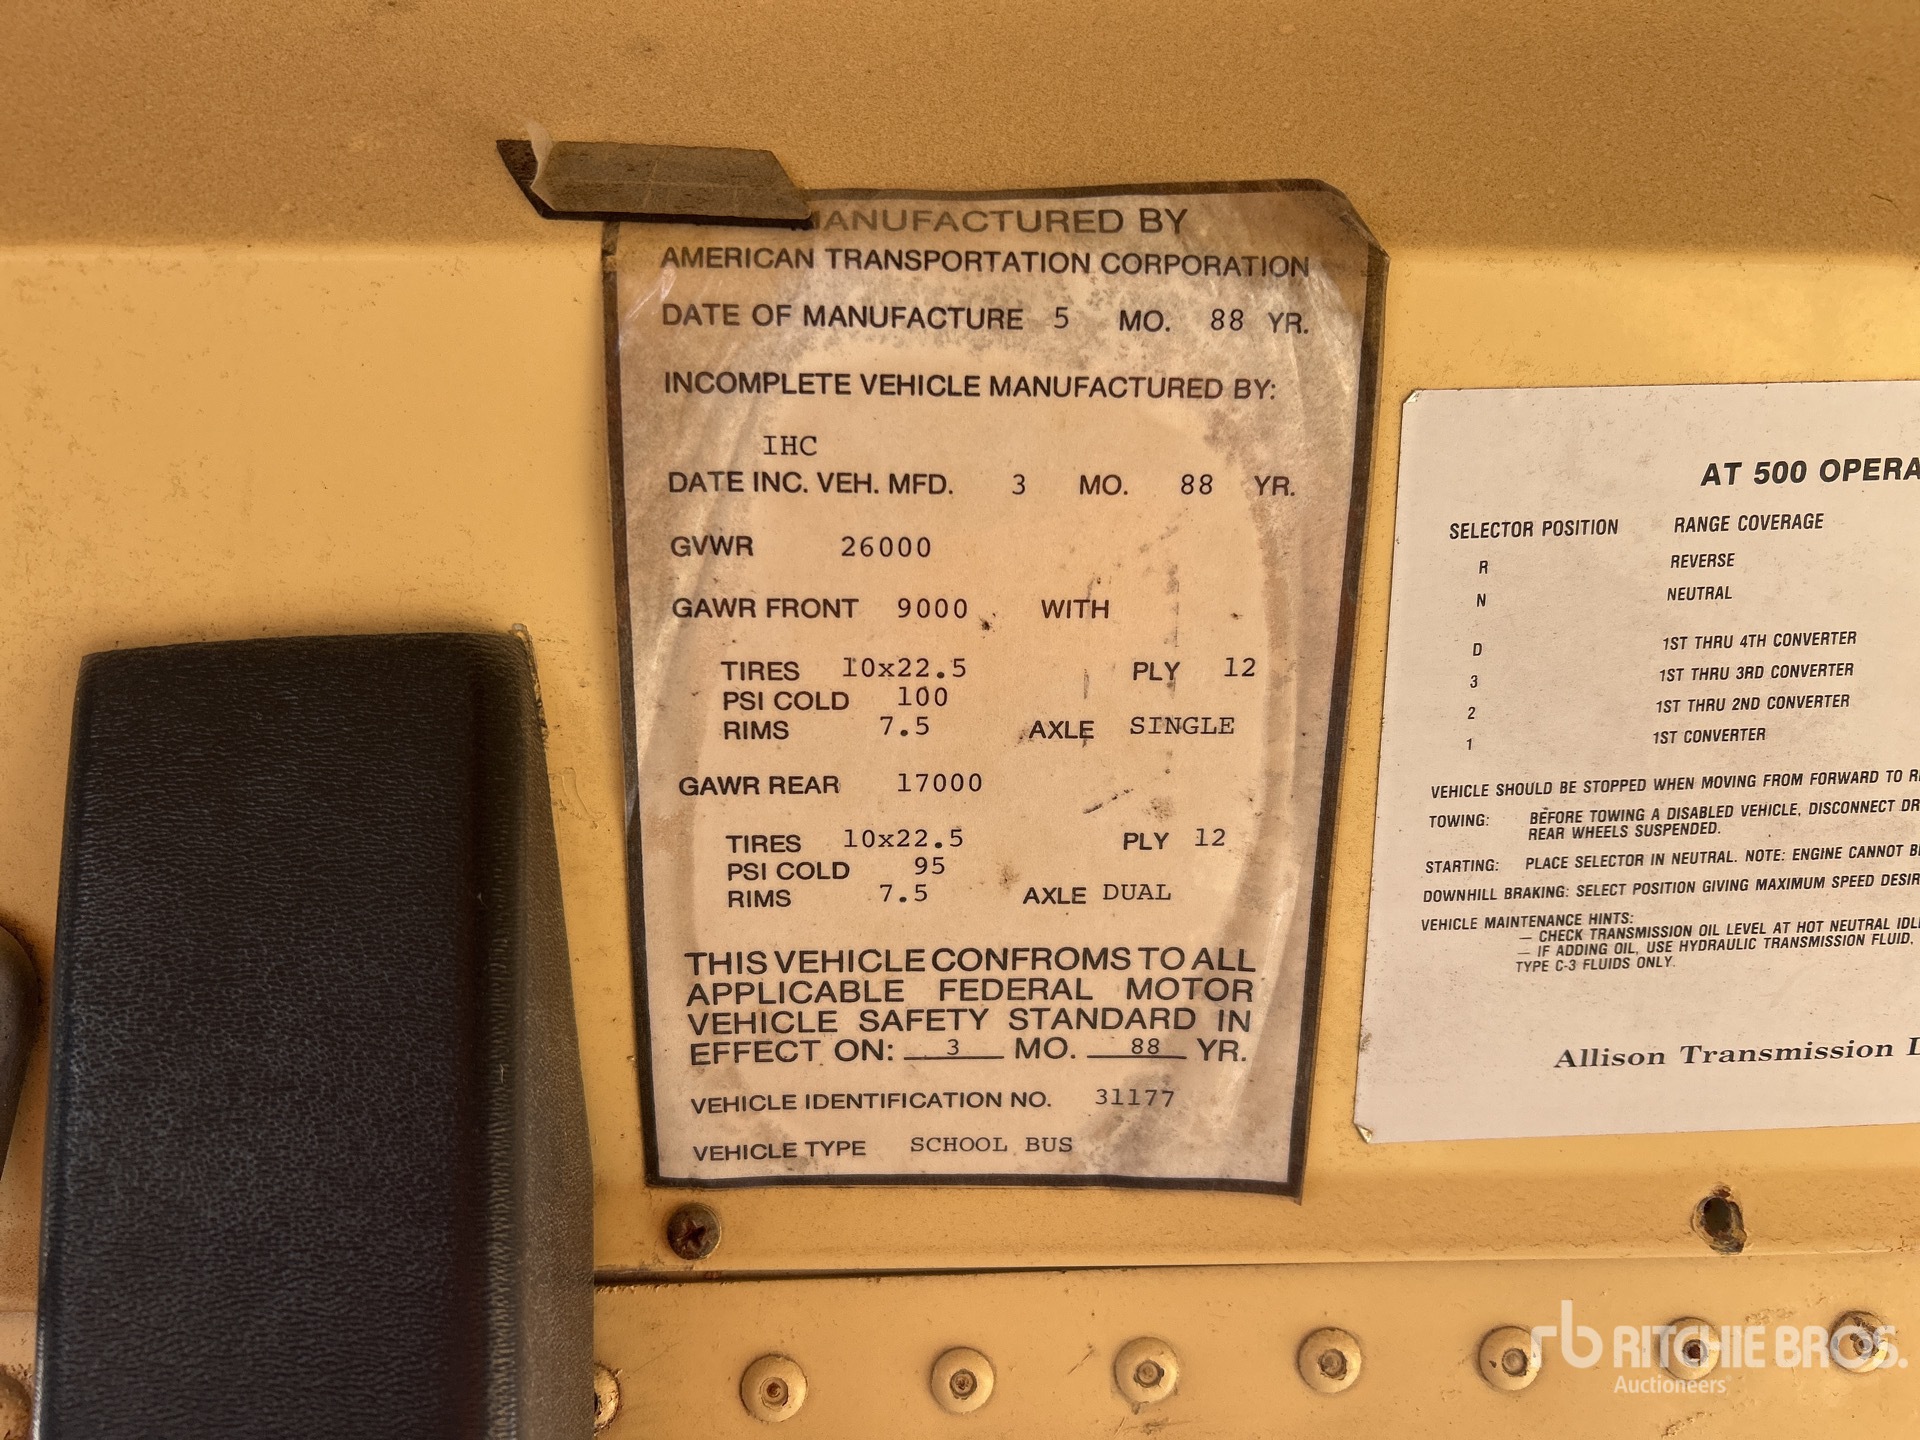 MANUFACTURED BY
AMERICAN TRANSPORTATION CORPORATION
DATE OF MANUFACTURE 5 MO. 88 YR.
INCOMPLETE VEHICLE MANUFACTURED BY:
IHC
DATE INC. VEH. MFD. 3 MO. 88 YR.
GVWR 26000
GAWR FRONT 9000 WITH
TIRES 10x22.5 PLY 12
PSI COLD 100
RIMS 7.5 AXLE SINGLE
GAWR REAR 17000
TIRES 10x22.5 PLY 12
PSI COLD 95
RIMS 7.5 AXLE DUAL
THIS VEHICLE CONFROMS TO ALL
APPLICABLE FEDERAL MOTOR
VEHICLE SAFETY STANDARD IN
EFFECT ON: 3 MO. 88 YR.
VEHICLE IDENTIFICATION NO. 31177
VEHICLE TYPE SCHOOL BUS
AT 500 OPERA
SELECTOR POSITION RANGE COVERAGE
R REVERSE
N NEUTRAL
D 1ST THRU 4TH CONVERTER
3 1ST THRU 3RD CONVERTER
2 1ST THRU 2ND CONVERTER
1 1ST CONVERTER
VEHICLE SHOULD BE STOPPED WHEN MOVING FROM FORWARD TO R
TOWING: BEFORE TOWING A DISABLED VEHICLE, DISCONNECT DR
REAR WHEELS SUSPENDED.
STARTING: PLACE SELECTOR IN NEUTRAL. NOTE: ENGINE CANNOT B
DOWNHILL BRAKING: SELECT POSITION GIVING MAXIMUM SPEED DESIR
VEHICLE MAINTENANCE HINTS:
— CHECK TRANSMISSION OIL LEVEL AT HOT NEUTRAL IDL
— IF ADDING OIL, USE HYDRAULIC TRANSMISSION FLUID,
TYPE C-3 FLUIDS ONLY.
Allison Transmission D
rb RITCHIE BROS.
Auctioneers